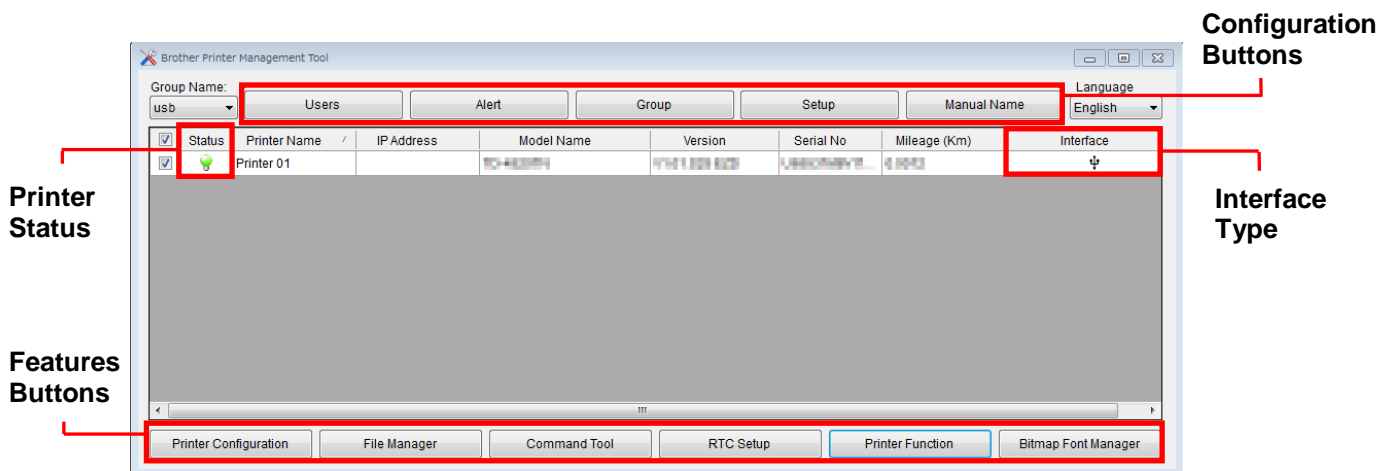 Configuration
Buttons
Brother Printer Management Tool
Group Name:
Language
usb
Users
Alert
Group
Setup
Manual Name
English
Status
Printer Name
IP Address
Model Name
Version
Serial No
Mileage (Km)
Interface
Printer 01
Printer
Status
Interface
Type
Features
Buttons
Printer Configuration
File Manager
Command Tool
RTC Setup
Printer Function
Bitmap Font Manager